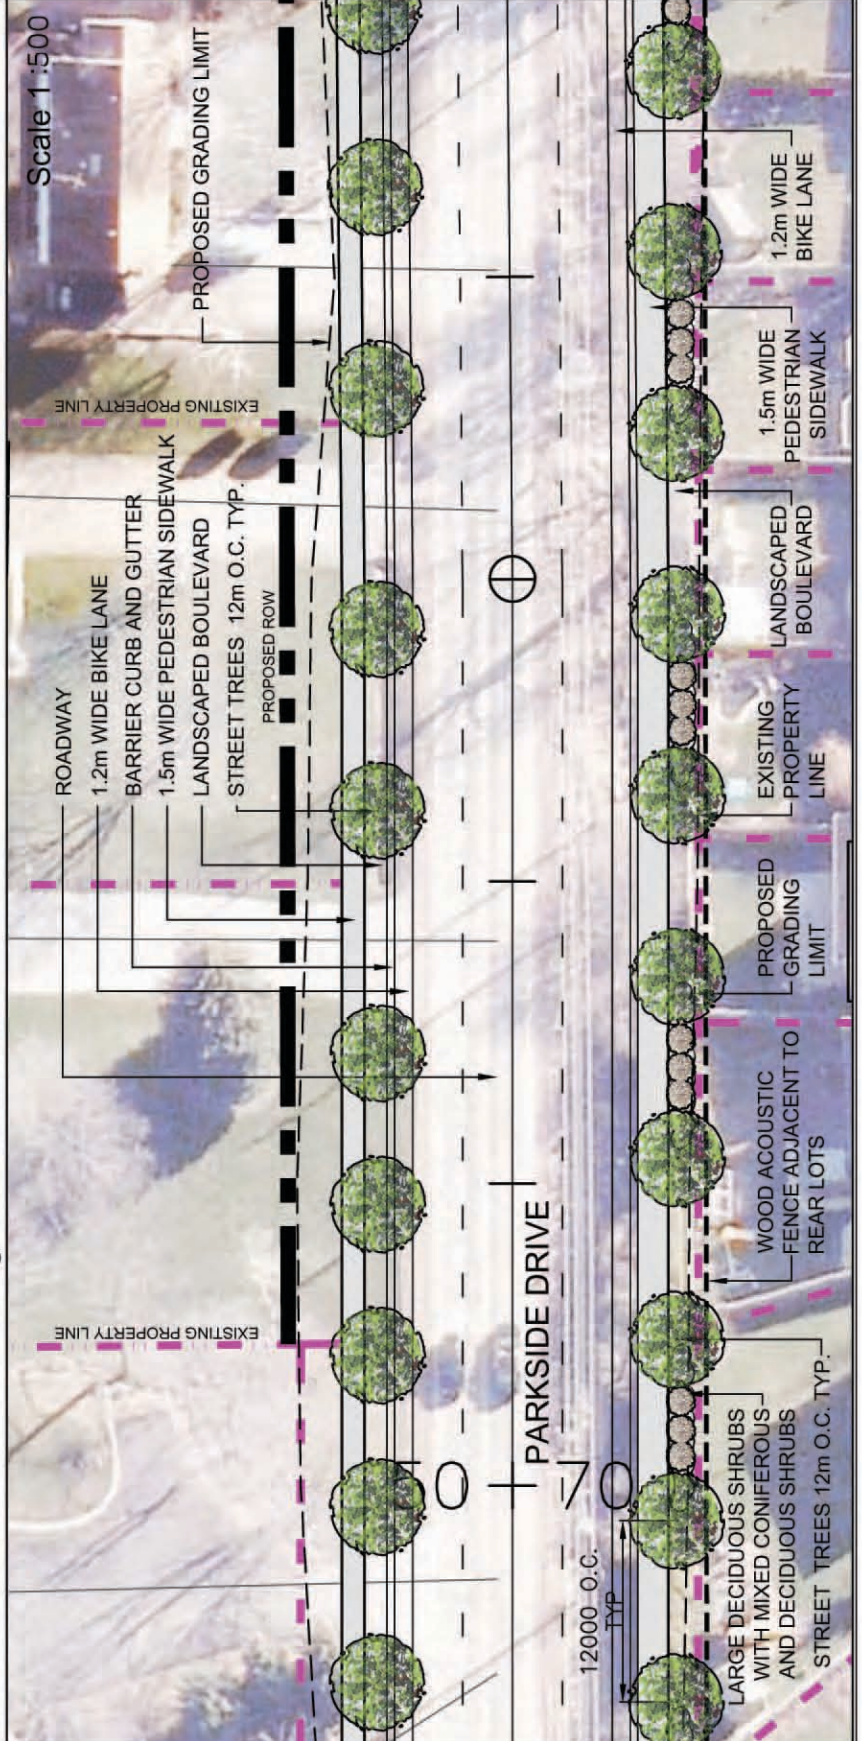 Scale 1:500
ROADWAY
1.2m WIDE BIKE LANE
BARRIER CURB AND GUTTER
1.5m WIDE PEDESTRIAN SIDEWALK
LANDSCAPED BOULEVARD
STREET TREES 12m O.C. TYP.
PROPOSED ROW
PROPOSED GRADING LIMIT
EXISTING PROPERTY LINE
EXISTING PROPERTY LINE
PARKSIDE DRIVE
60+70
12000 O.C.
TYP
LARGE DECIDUOUS SHRUBS
WITH MIXED CONIFEROUS
AND DECIDUOUS SHRUBS
STREET TREES 12m O.C. TYP.
WOOD ACOUSTIC
FENCE ADJACENT TO
REAR LOTS
PROPOSED
GRADING
LIMIT
EXISTING
PROPERTY
LINE
LANDSCAPED
BOULEVARD
1.5m WIDE
PEDESTRIAN
SIDEWALK
1.2m WIDE
BIKE LANE